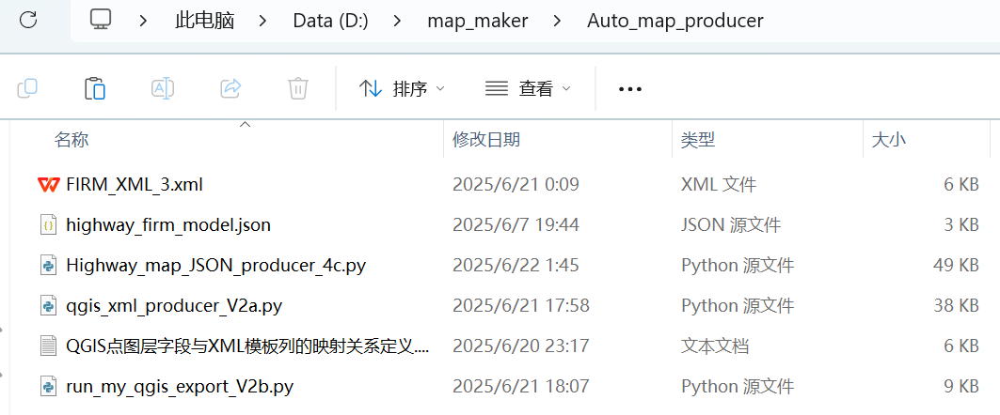 此电脑 > Data (D:) > map_maker > Auto_map_producer
排序 查看
名称 修改日期 类型 大小
FIRM_XML_3.xml 2025/6/21 0:09 XML 文件 6 KB
highway_firm_model.json 2025/6/7 19:44 JSON 源文件 3 KB
Highway_map_JSON_producer_4c.py 2025/6/22 1:45 Python 源文件 49 KB
qgis_xml_producer_V2a.py 2025/6/21 17:58 Python 源文件 38 KB
QGIS点图层字段与XML模板列的映射关系定义.... 2025/6/20 23:17 文本文档 6 KB
run_my_qgis_export_V2b.py 2025/6/21 18:07 Python 源文件 9 KB